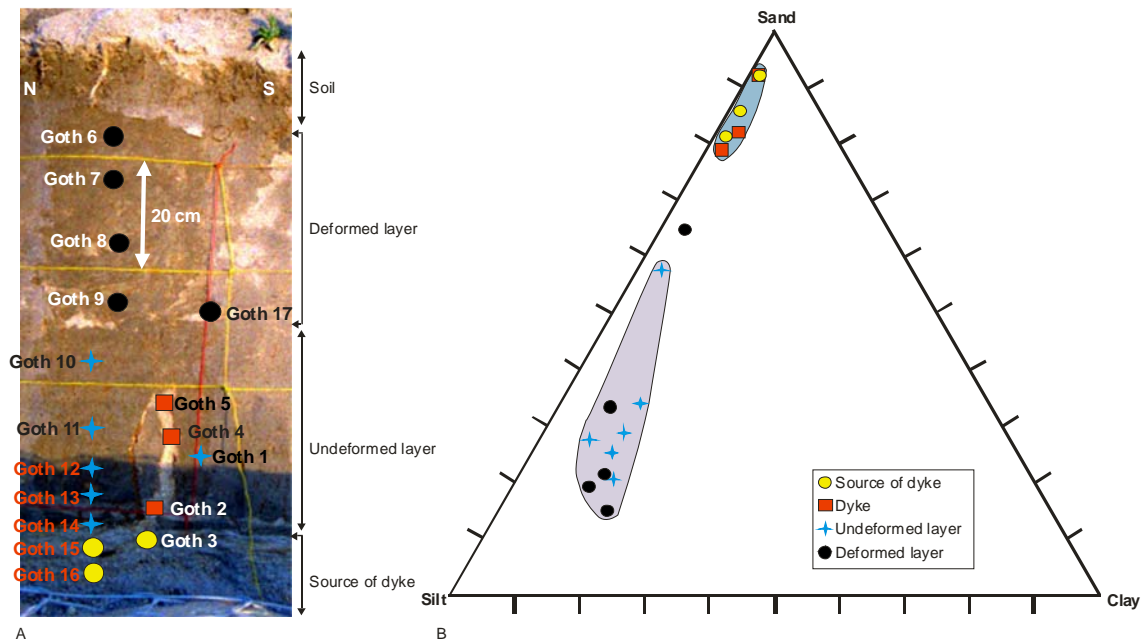 N
S
Goth 6
Goth 7
20 cm
Goth 8
Goth 9
Goth 17
Goth 10
Goth 5
Goth 11
Goth 4
Goth 1
Goth 12
Goth 13
Goth 2
Goth 14
Goth 3
Goth 15
Goth 16
Soil
Deformed layer
Undeformed layer
Source of dyke
A
Sand
Silt
Clay
Source of dyke
Dyke
Undeformed layer
Deformed layer
B